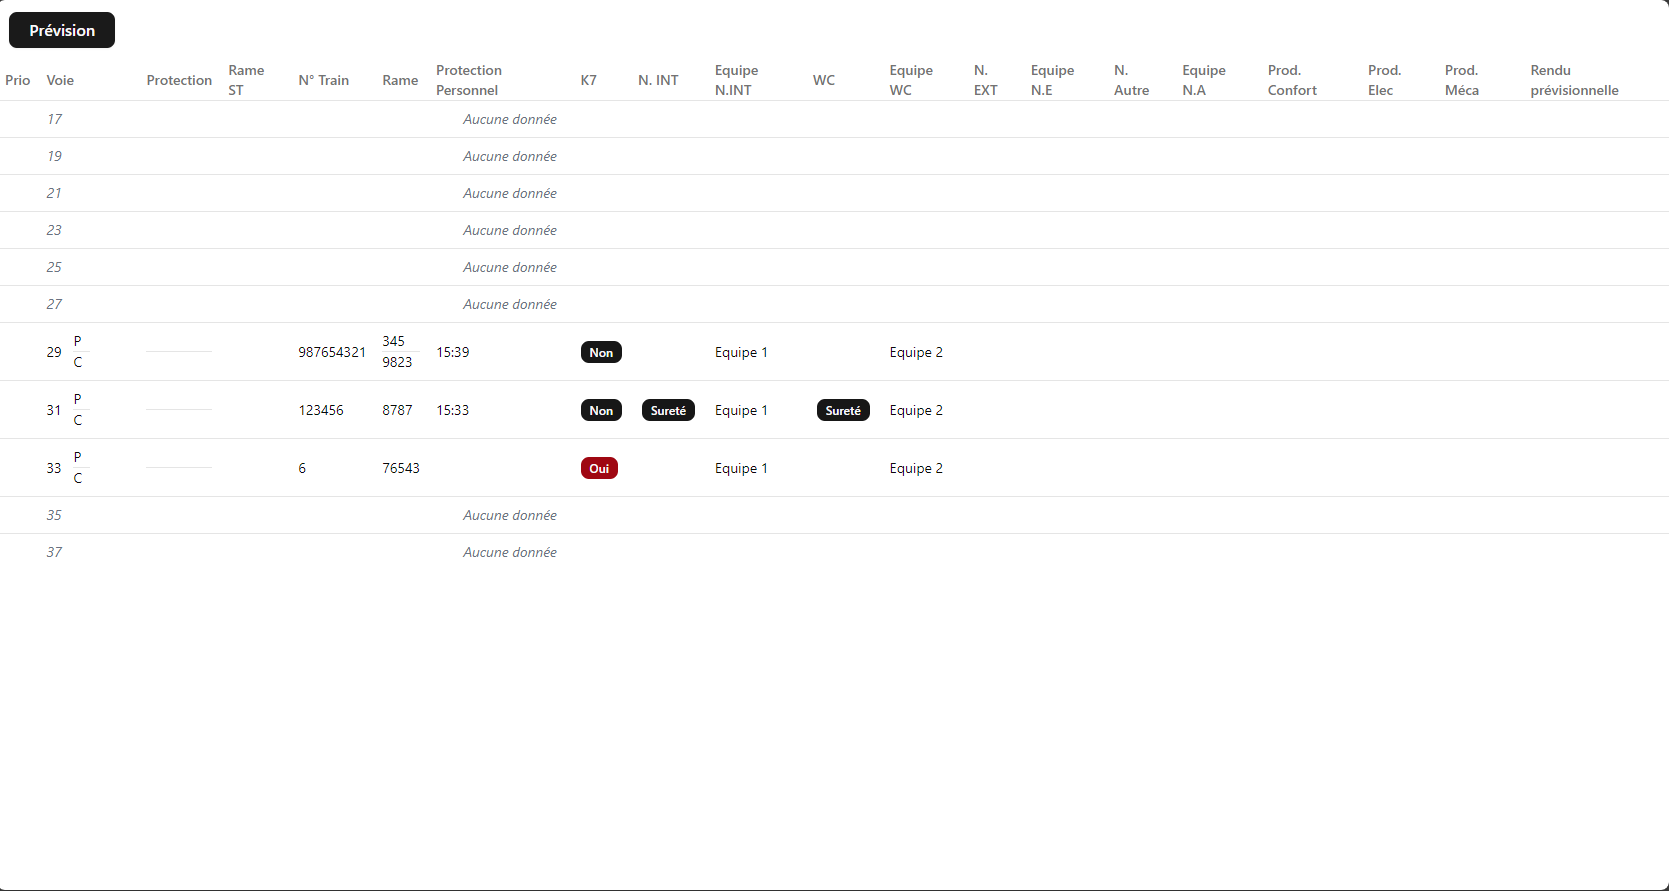 Prévision
Prio Voie Protection Rame ST N° Train Rame Protection Personnel K7 N. INT Equipe N.INT WC Equipe WC N. EXT Equipe N.E N. Autre Equipe N.A Prod. Confort Prod. Elec Prod. Méca Rendu prévisionnelle
17 Aucune donnée
19 Aucune donnée
21 Aucune donnée
23 Aucune donnée
25 Aucune donnée
27 Aucune donnée
29 P C 987654321 345 9823 15:39 Non Equipe 1 Equipe 2
31 P C 123456 8787 15:33 Non Sureté Equipe 1 Sureté Equipe 2
33 P C 6 76543 Oui Equipe 1 Equipe 2
35 Aucune donnée
37 Aucune donnée